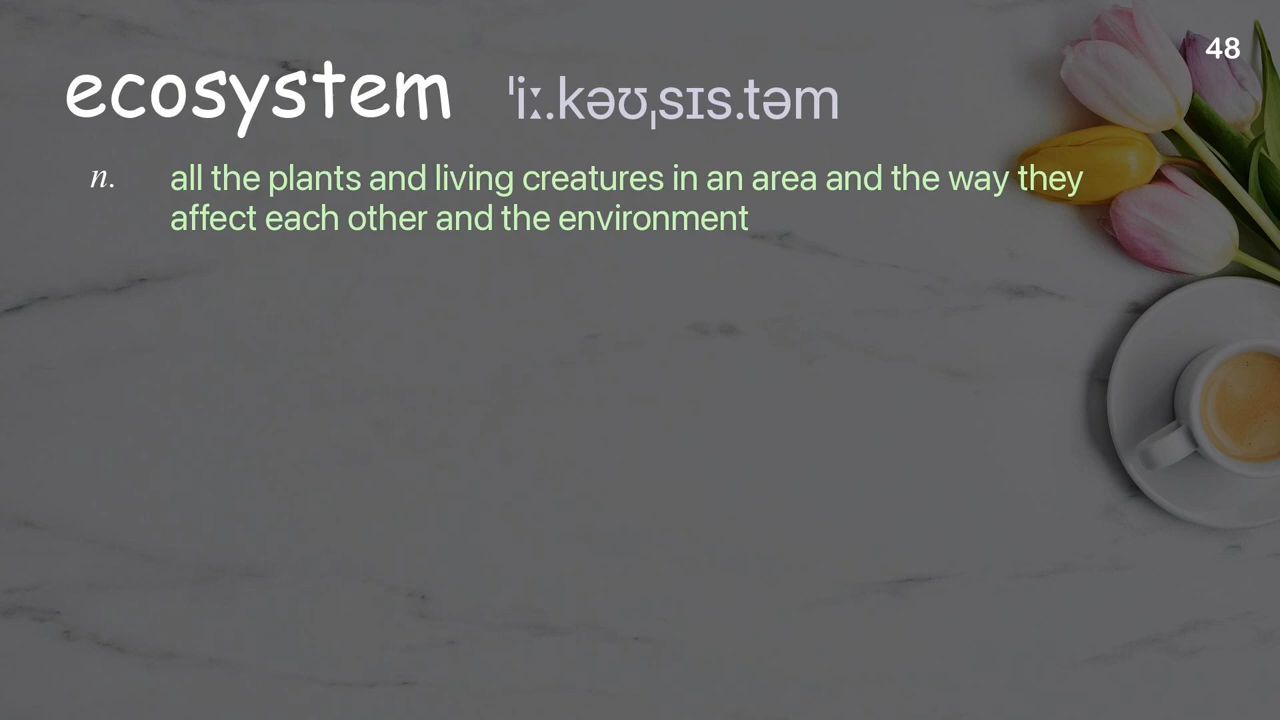 48
ecosystem ˈiː.kəʊˌsɪs.təm
n. all the plants and living creatures in an area and the way they
affect each other and the environment